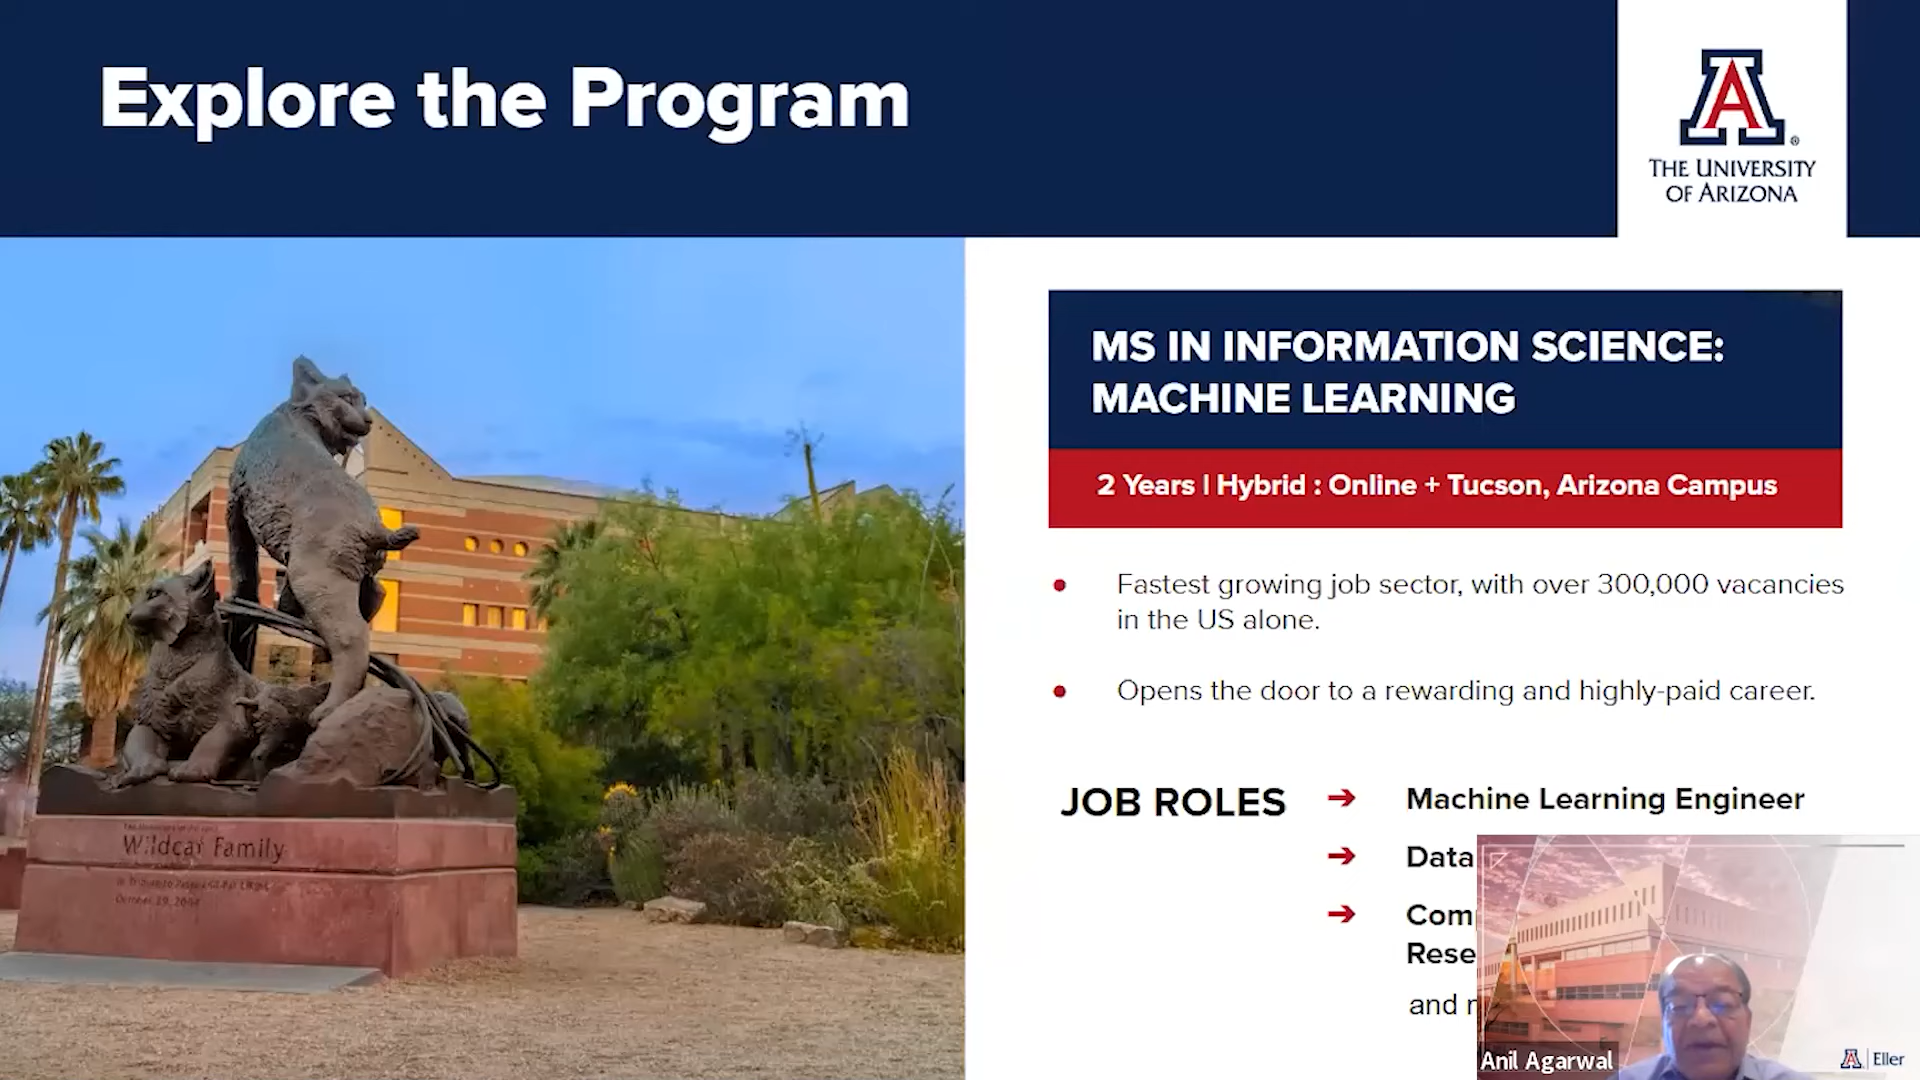 Explore the Program
A
THE UNIVERSITY
OF ARIZONA
MS IN INFORMATION SCIENCE:
MACHINE LEARNING
2 Years | Hybrid : Online + Tucson, Arizona Campus
Fastest growing job sector, with over 300,000 vacancies
in the US alone.
Opens the door to a rewarding and highly-paid career.
JOB ROLES
Machine Learning Engineer
Data
Com
Rese
and
Wildcat Family
Anil Agarwal
A Eller